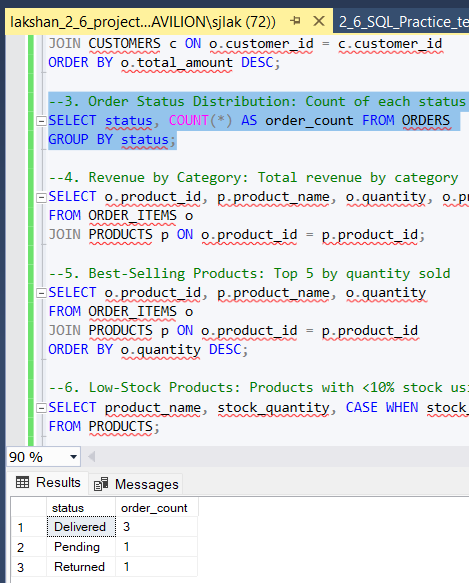 lakshan_2_6_project...AVILION\sjlak (72)) 2_6_SQL_Practice_te
JOIN CUSTOMERS c ON o.customer_id = c.customer_id
ORDER BY o.total_amount DESC;
--3. Order Status Distribution: Count of each status
SELECT status, COUNT(*) AS order_count FROM ORDERS
GROUP BY status;
--4. Revenue by Category: Total revenue by category
SELECT o.product_id, p.product_name, o.quantity, o.pr
FROM ORDER_ITEMS o
JOIN PRODUCTS p ON o.product_id = p.product_id;
--5. Best-Selling Products: Top 5 by quantity sold
SELECT o.product_id, p.product_name, o.quantity
FROM ORDER_ITEMS o
JOIN PRODUCTS p ON o.product_id = p.product_id
ORDER BY o.quantity DESC;
--6. Low-Stock Products: Products with <10% stock usi
SELECT product_name, stock_quantity, CASE WHEN stock_
FROM PRODUCTS;
90 %
Results Messages
status order_count
1 Delivered 3
2 Pending 1
3 Returned 1